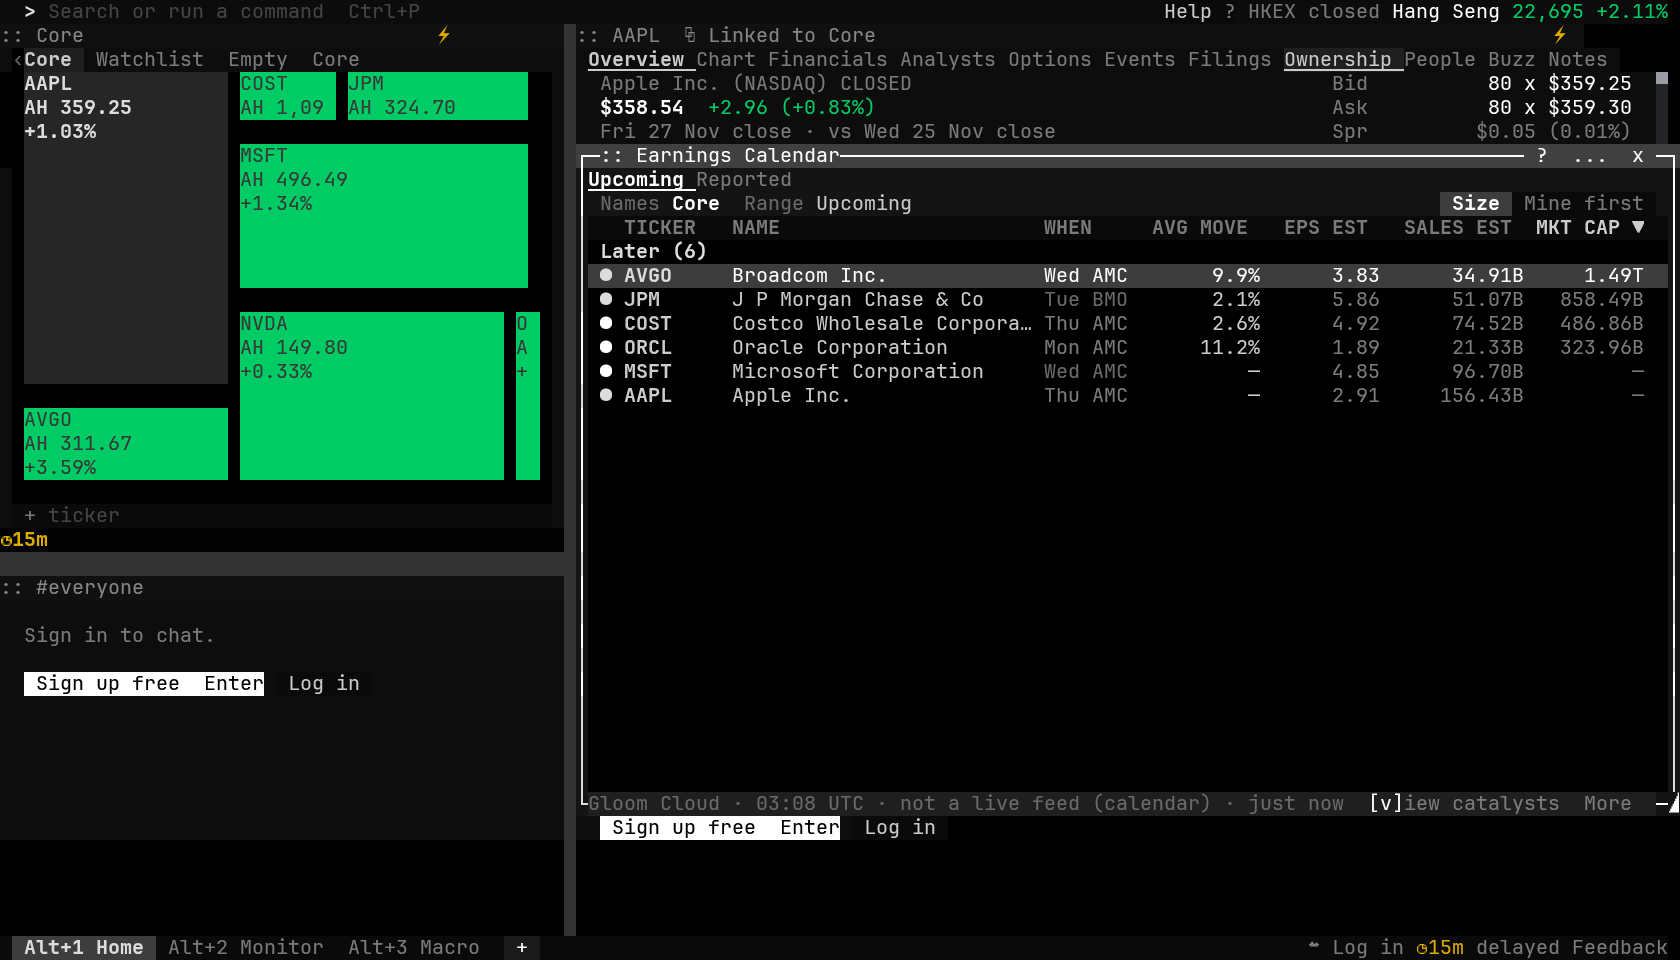 > Search or run a command  Ctrl+P
Help ? HKEX closed Hang Seng 22,695 +2.11%
:: Core ⚡
‹Core  Watchlist  Empty  Core
AAPL
AH 359.25
+1.03%
COST
AH 1,09
JPM
AH 324.70
MSFT
AH 496.49
+1.34%
NVDA
AH 149.80
+0.33%
O
A
+
AVGO
AH 311.67
+3.59%
+ ticker
◔15m
:: #everyone
Sign in to chat.
Sign up free  Enter  Log in
:: AAPL  Linked to Core ⚡
Overview Chart Financials Analysts Options Events Filings Ownership People Buzz Notes
Apple Inc. (NASDAQ) CLOSED  Bid  80 x $359.25
$358.54  +2.96 (+0.83%)  Ask  80 x $359.30
Fri 27 Nov close · vs Wed 25 Nov close  Spr  $0.05 (0.01%)
:: Earnings Calendar  ?  ...  x
Upcoming Reported
Names Core  Range Upcoming  Size  Mine first
TICKER  NAME  WHEN  AVG MOVE  EPS EST  SALES EST  MKT CAP ▼
Later (6)
● AVGO  Broadcom Inc.  Wed AMC  9.9%  3.83  34.91B  1.49T
● JPM  J P Morgan Chase & Co  Tue BMO  2.1%  5.86  51.07B  858.49B
● COST  Costco Wholesale Corpora…  Thu AMC  2.6%  4.92  74.52B  486.86B
● ORCL  Oracle Corporation  Mon AMC  11.2%  1.89  21.33B  323.96B
● MSFT  Microsoft Corporation  Wed AMC  —  4.85  96.70B  —
● AAPL  Apple Inc.  Thu AMC  —  2.91  156.43B  —
Gloom Cloud · 03:08 UTC · not a live feed (calendar) · just now  [v]iew catalysts  More
Sign up free  Enter  Log in
Alt+1 Home  Alt+2 Monitor  Alt+3 Macro  +
Log in ◔15m delayed Feedback